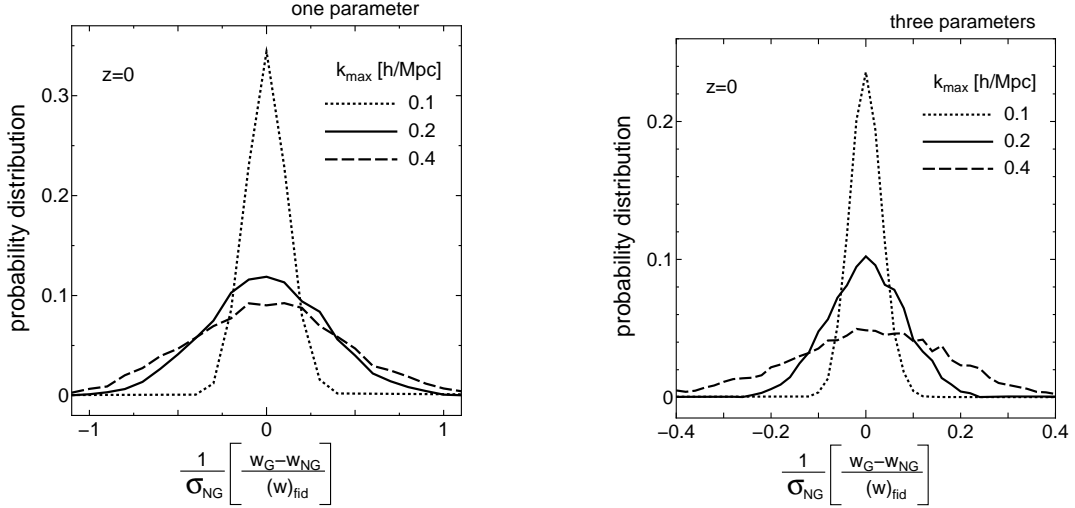 one parameter
z=0
k_max [h/Mpc]
0.1
0.2
0.4
probability distribution
0.3
0.2
0.1
0
−1
0
1
1/σ_NG [ w_G−w_NG / (w)_fid ]
three parameters
z=0
k_max [h/Mpc]
0.1
0.2
0.4
probability distribution
0.2
0.1
0
−0.4
−0.2
0
0.2
0.4
1/σ_NG [ w_G−w_NG / (w)_fid ]